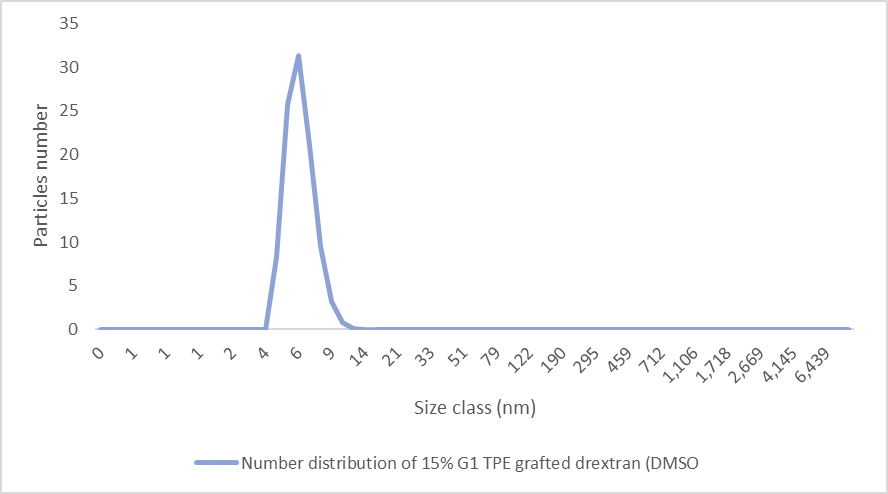 35
30
25
20
15
10
5
0
Particles number
0 1 1 1 2 4 6 9 14 21 33 51 79 122 190 295 459 712 1,106 1,718 2,669 4,145 6,439
Size class (nm)
Number distribution of 15% G1 TPE grafted drextran (DMSO